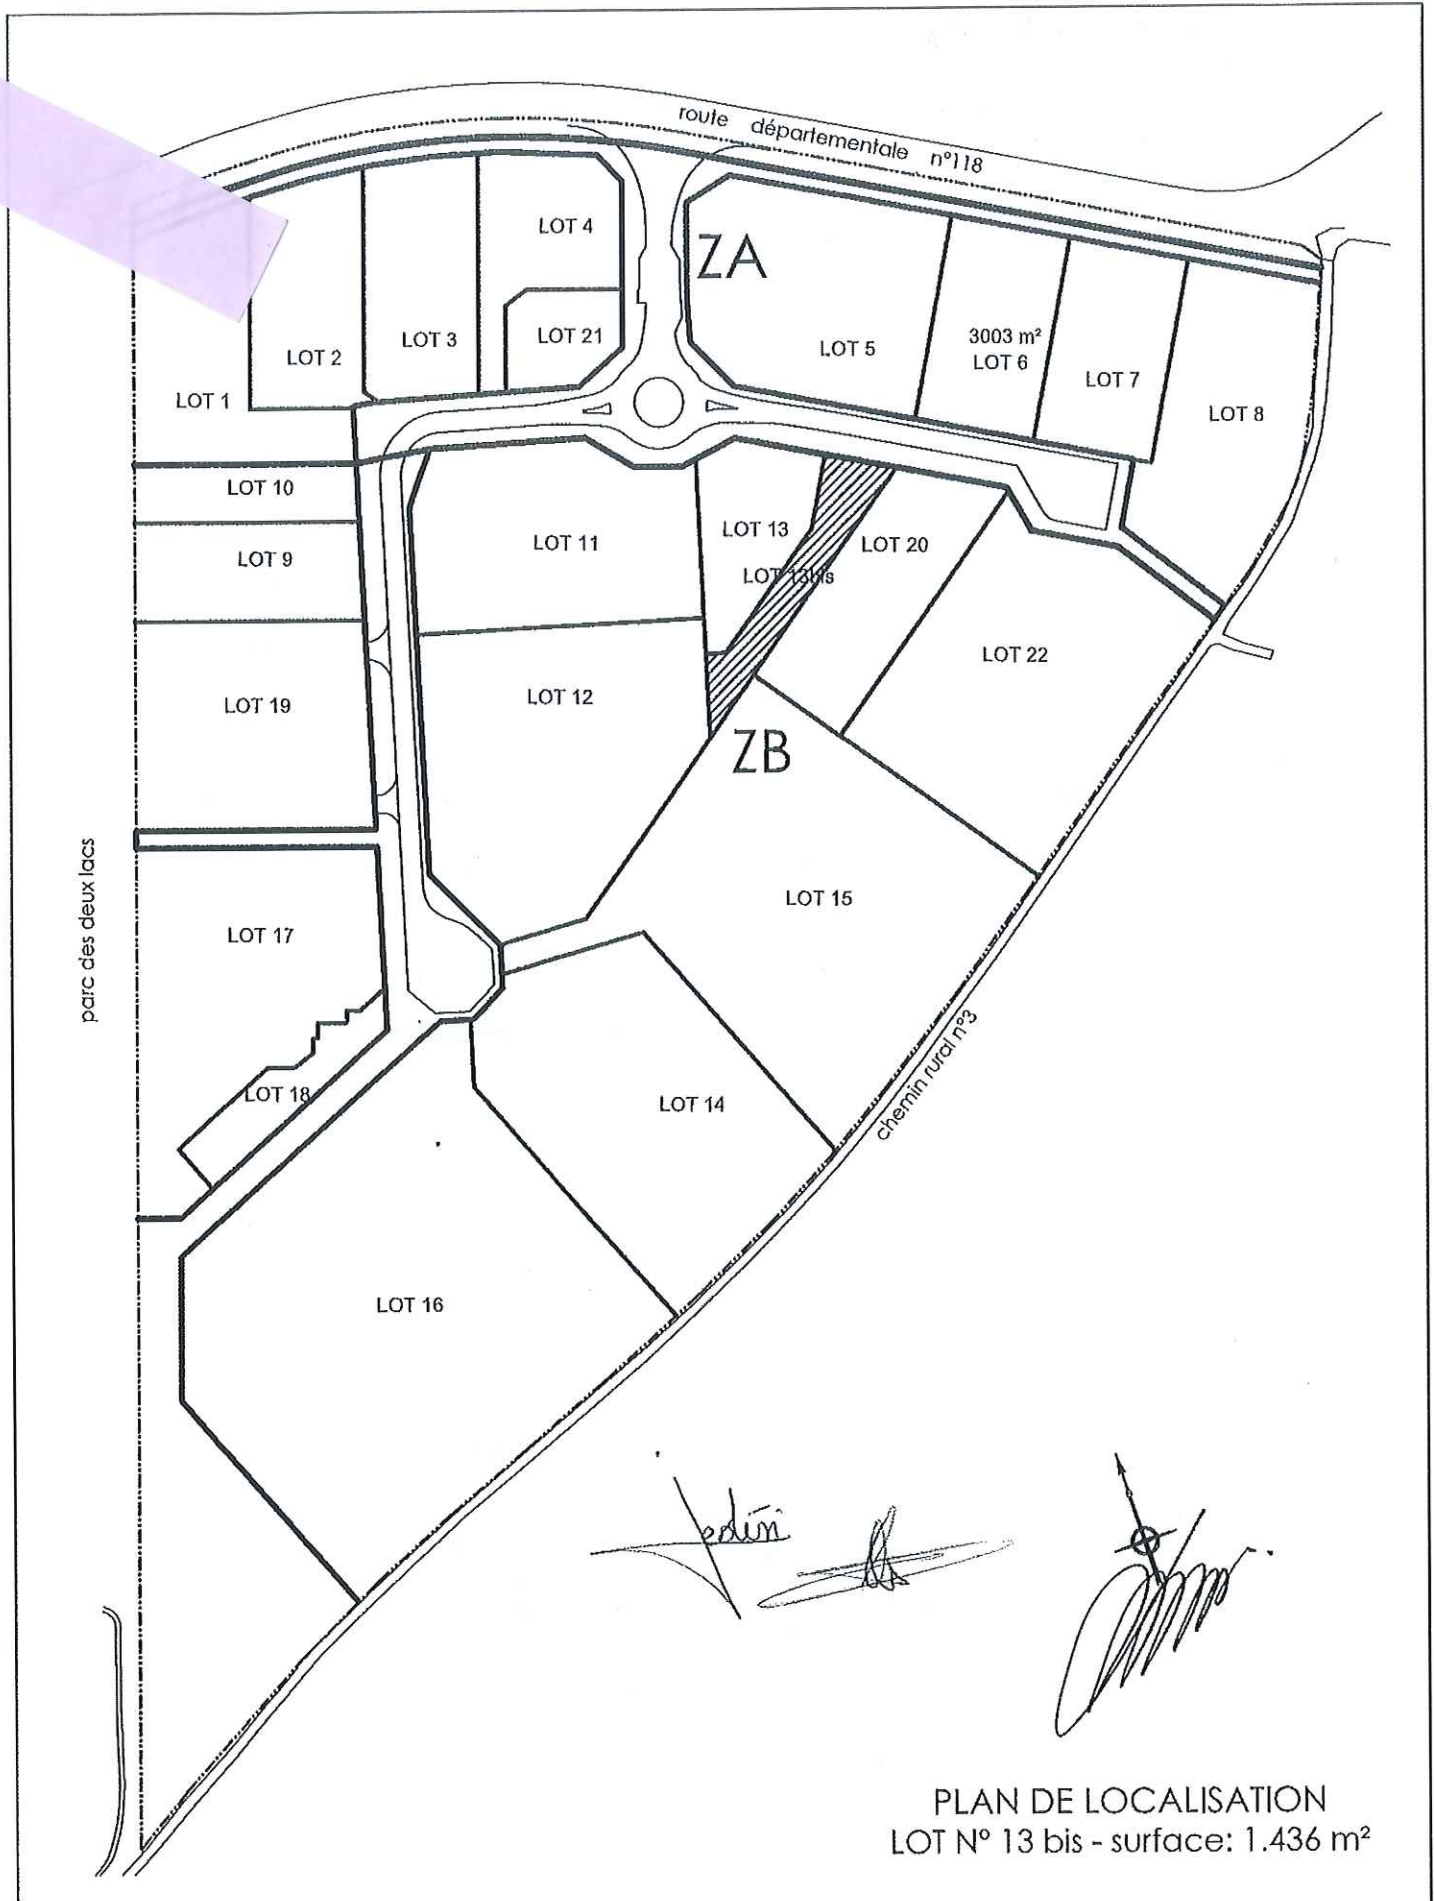 route départementale n°118
LOT 4
ZA
LOT 21
LOT 3
LOT 2
LOT 1
LOT 5
3003 m²
LOT 6
LOT 7
LOT 8
LOT 10
LOT 9
LOT 11
LOT 13
LOT 13bis
LOT 20
LOT 22
LOT 19
LOT 12
ZB
LOT 15
parc des deux lacs
LOT 17
LOT 18
LOT 14
chemin rural n°3
LOT 16
PLAN DE LOCALISATION
LOT N° 13 bis - surface: 1.436 m²